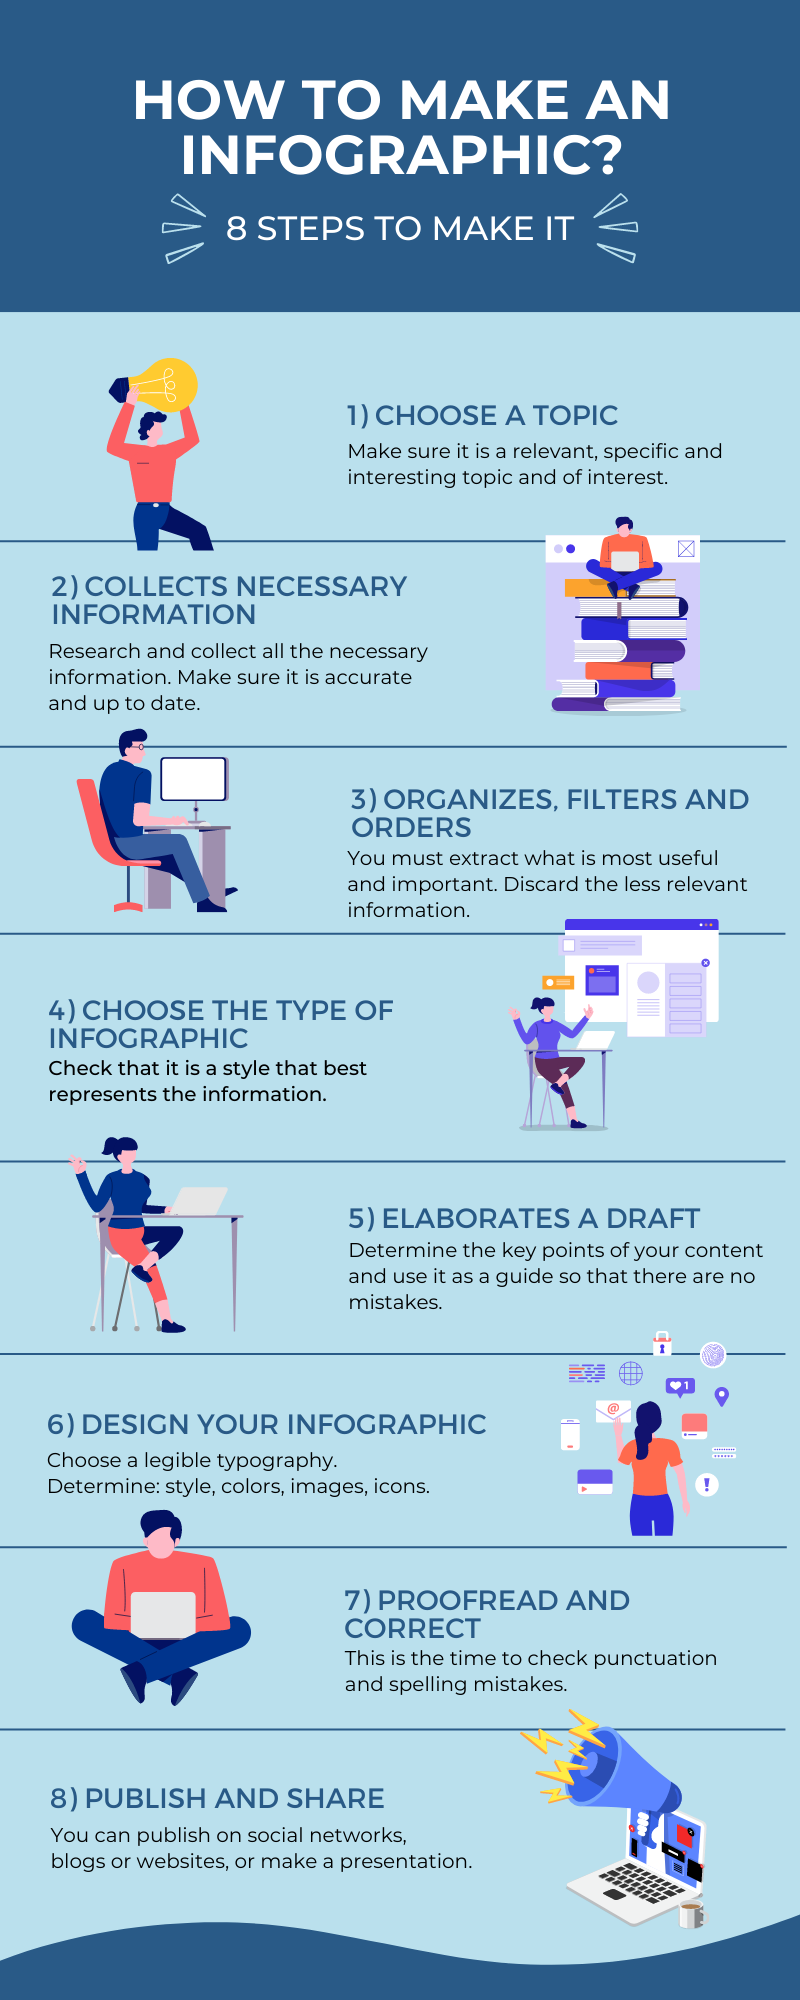 HOW TO MAKE AN
INFOGRAPHIC?
8 STEPS TO MAKE IT
1) CHOOSE A TOPIC
Make sure it is a relevant, specific and
interesting topic and of interest.
2) COLLECTS NECESSARY
INFORMATION
Research and collect all the necessary
information. Make sure it is accurate
and up to date.
3) ORGANIZES, FILTERS AND
ORDERS
You must extract what is most useful
and important. Discard the less relevant
information.
4) CHOOSE THE TYPE OF
INFOGRAPHIC
Check that it is a style that best
represents the information.
5) ELABORATES A DRAFT
Determine the key points of your content
and use it as a guide so that there are no
mistakes.
1
@
!
6) DESIGN YOUR INFOGRAPHIC
Choose a legible typography.
Determine: style, colors, images, icons.
7) PROOFREAD AND
CORRECT
This is the time to check punctuation
and spelling mistakes.
8) PUBLISH AND SHARE
You can publish on social networks,
blogs or websites, or make a presentation.